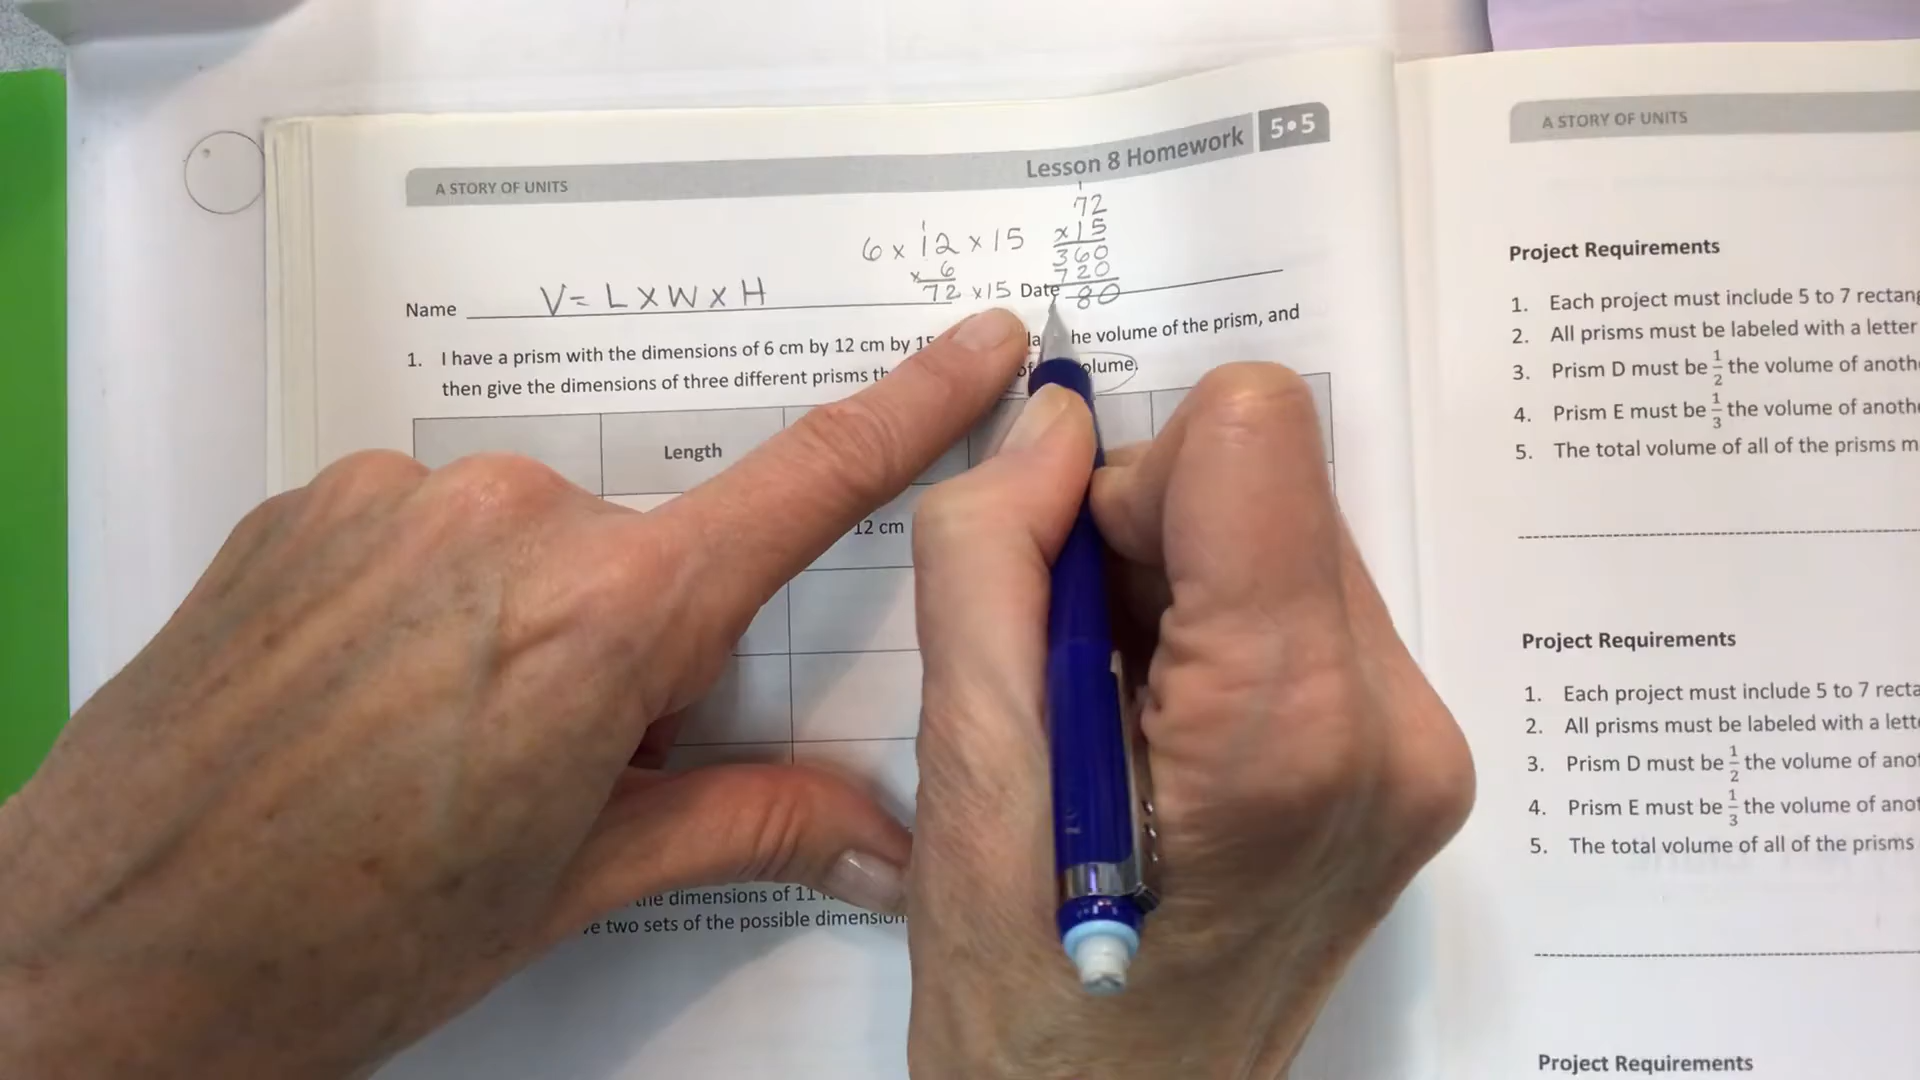 A STORY OF UNITS
Lesson 8 Homework 5•5
6 x 12 x 15
x 6
72 x15
1
72
x15
360
720
80
Name V= L X W X H Date
1. I have a prism with the dimensions of 6 cm by 12 cm by 15 he volume of the prism, and
then give the dimensions of three different prisms olume.
Length
12 cm
the dimensions of 11
two sets of the possible dimension
A STORY OF UNITS
Project Requirements
1. Each project must include 5 to 7 rectang
2. All prisms must be labeled with a letter
3. Prism D must be 1/2 the volume of anoth
4. Prism E must be 1/3 the volume of anothe
5. The total volume of all of the prisms m
Project Requirements
1. Each project must include 5 to 7 recta
2. All prisms must be labeled with a lett
3. Prism D must be 1/2 the volume of ano
4. Prism E must be 1/3 the volume of anot
5. The total volume of all of the prisms
Project Requirements